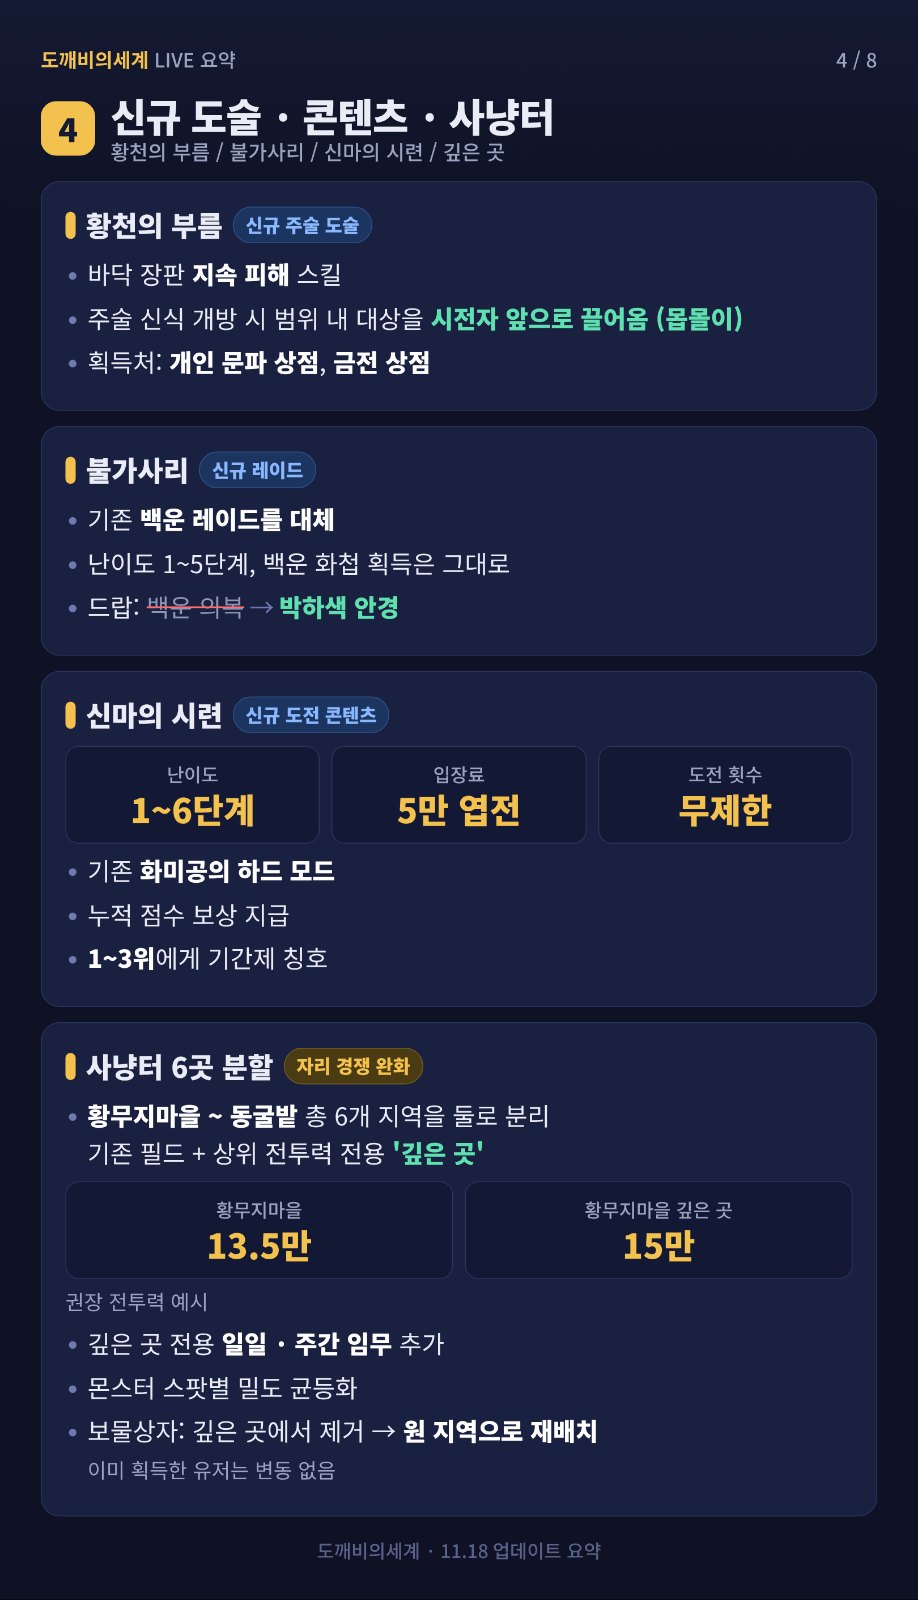 도깨비의세계 LIVE 요약
4 / 8
4
신규 도술 · 콘텐츠 · 사냥터
황천의 부름 / 불가사리 / 신마의 시련 / 깊은 곳
황천의 부름 신규 주술 도술
• 바닥 장판 지속 피해 스킬
• 주술 신식 개방 시 범위 내 대상을 시전자 앞으로 끌어옴 (몹몰이)
• 획득처: 개인 문파 상점, 금전 상점
불가사리 신규 레이드
• 기존 백운 레이드를 대체
• 난이도 1~5단계, 백운 화첩 획득은 그대로
• 드랍: 백운 의복 → 박하색 안경
신마의 시련 신규 도전 콘텐츠
난이도
1~6단계
입장료
5만 엽전
도전 횟수
무제한
• 기존 화미공의 하드 모드
• 누적 점수 보상 지급
• 1~3위에게 기간제 칭호
사냥터 6곳 분할 자리 경쟁 완화
• 황무지마을 ~ 동굴밭 총 6개 지역을 둘로 분리
기존 필드 + 상위 전투력 전용 '깊은 곳'
황무지마을
13.5만
황무지마을 깊은 곳
15만
권장 전투력 예시
• 깊은 곳 전용 일일 · 주간 임무 추가
• 몬스터 스팟별 밀도 균등화
• 보물상자: 깊은 곳에서 제거 → 원 지역으로 재배치
이미 획득한 유저는 변동 없음
도깨비의세계 · 11.18 업데이트 요약